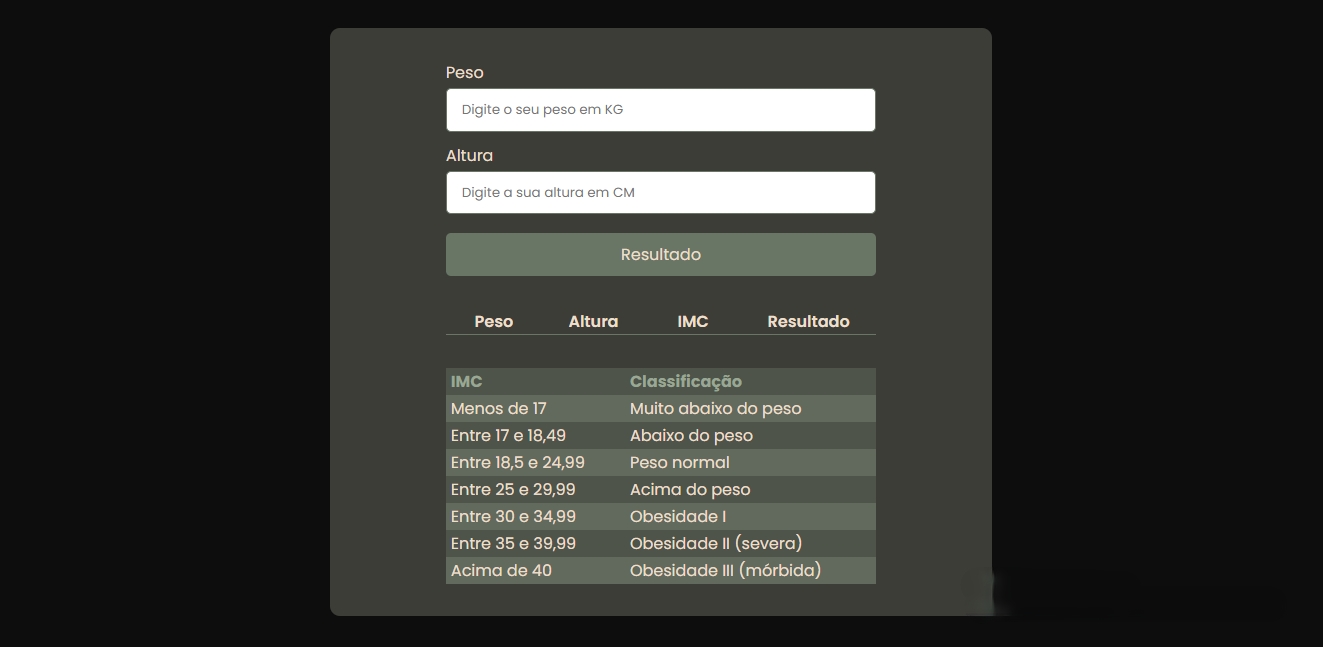 Peso
Digite o seu peso em KG
Altura
Digite a sua altura em CM
Resultado
Peso Altura IMC Resultado
IMC Classificação
Menos de 17 Muito abaixo do peso
Entre 17 e 18,49 Abaixo do peso
Entre 18,5 e 24,99 Peso normal
Entre 25 e 29,99 Acima do peso
Entre 30 e 34,99 Obesidade I
Entre 35 e 39,99 Obesidade II (severa)
Acima de 40 Obesidade III (mórbida)